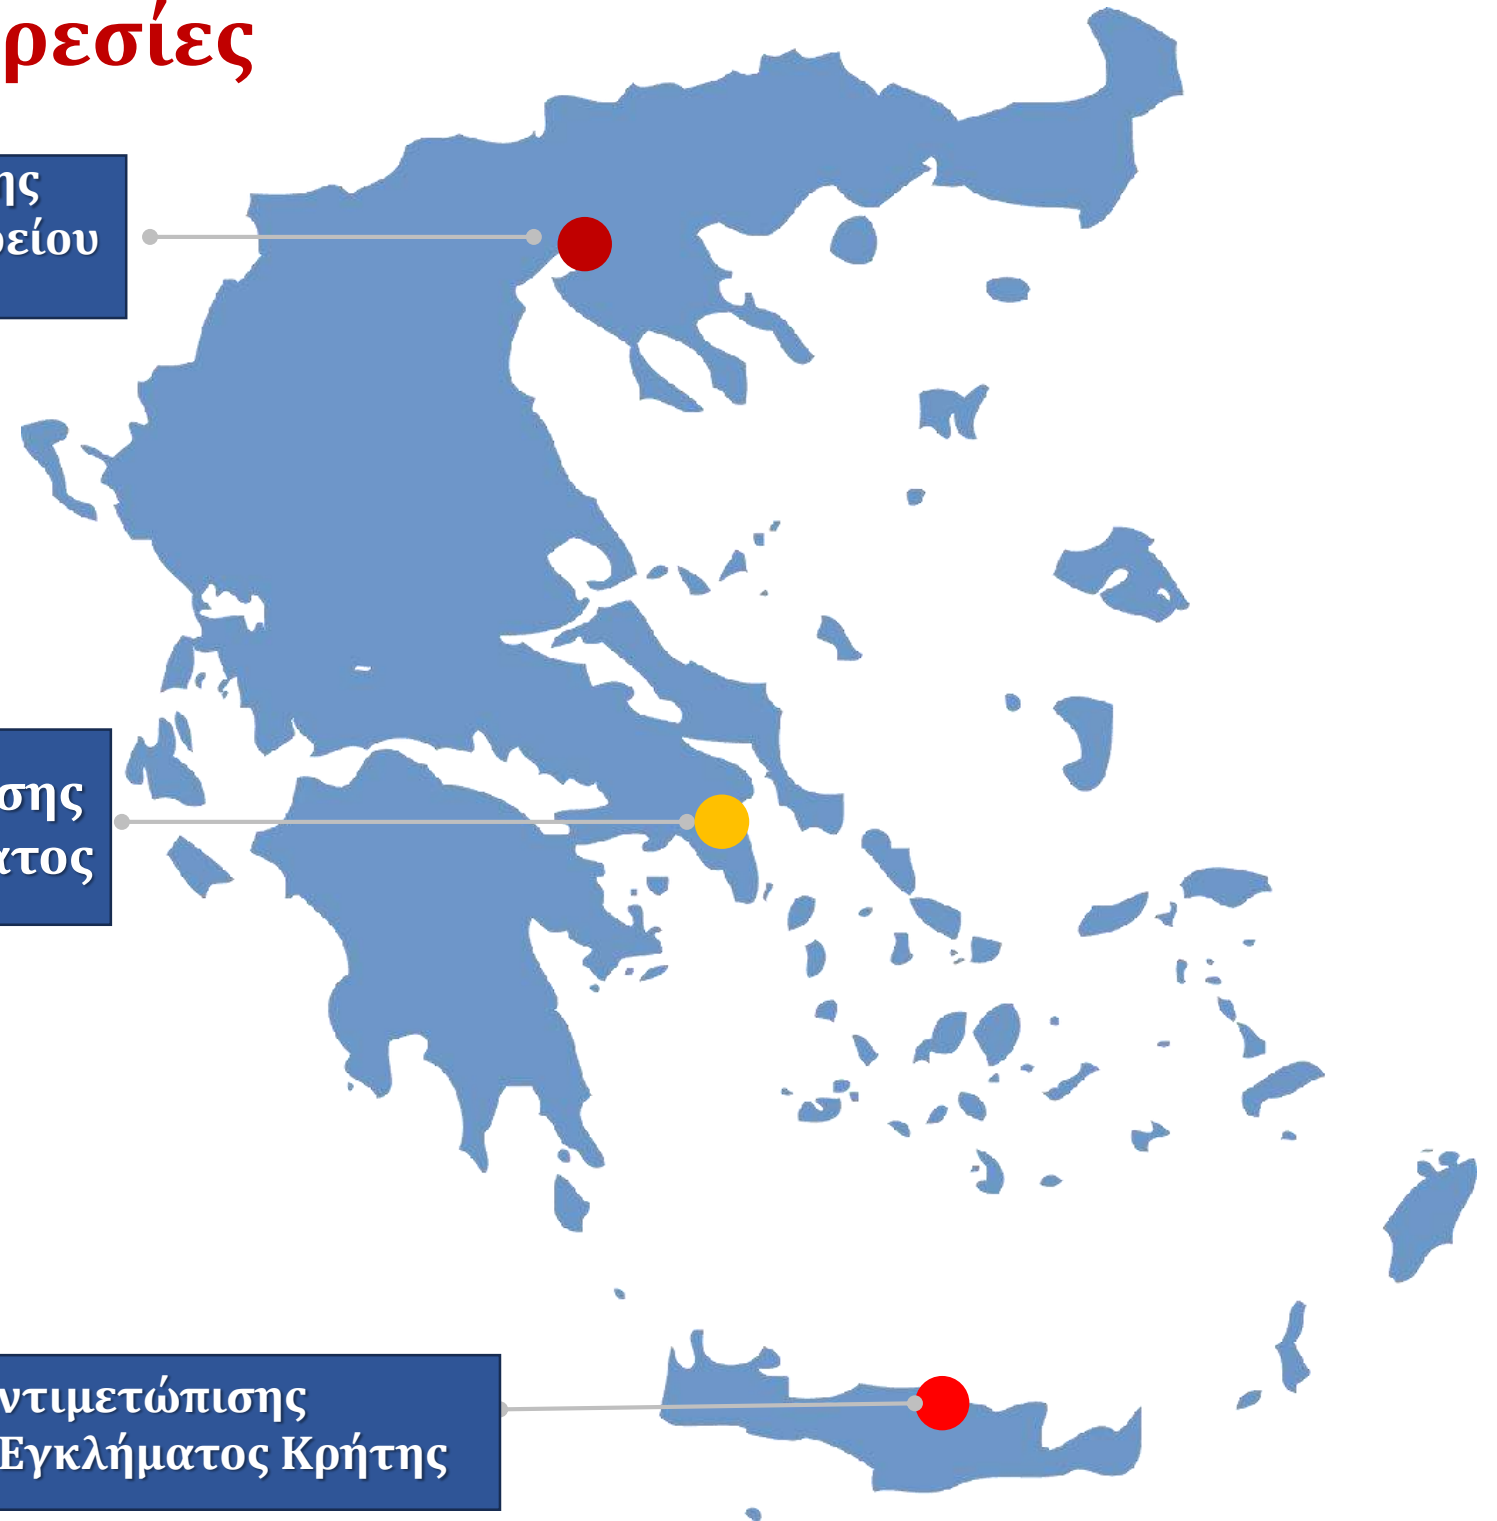 ρεσίες
ης
ρείου
σης
ατος
ντιμετώπισης
Εγκλήματος Κρήτης